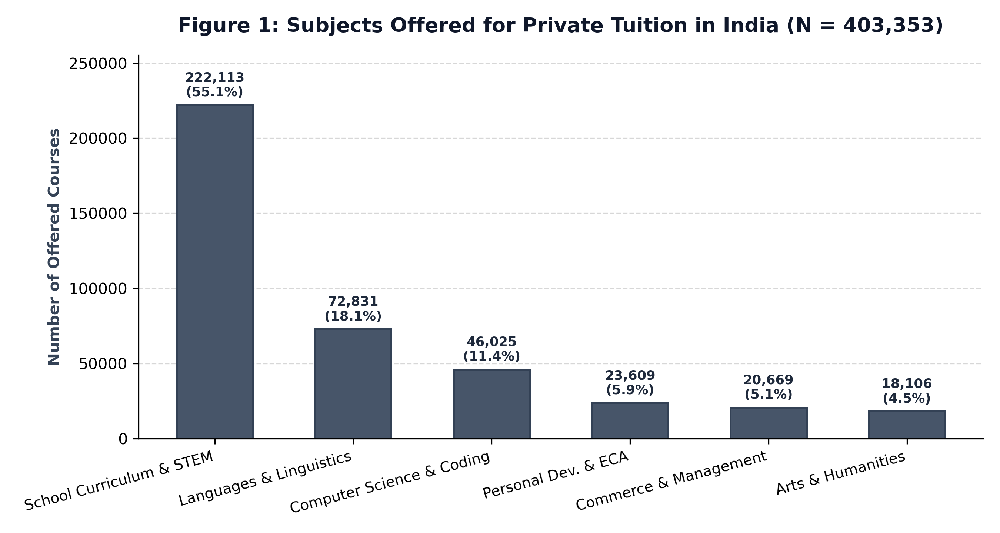 Figure 1: Subjects Offered for Private Tuition in India (N = 403,353)
Number of Offered Courses
250000
200000
150000
100000
50000
0
222,113
(55.1%)
72,831
(18.1%)
46,025
(11.4%)
23,609
(5.9%)
20,669
(5.1%)
18,106
(4.5%)
School Curriculum & STEM
Languages & Linguistics
Computer Science & Coding
Personal Dev. & ECA
Commerce & Management
Arts & Humanities